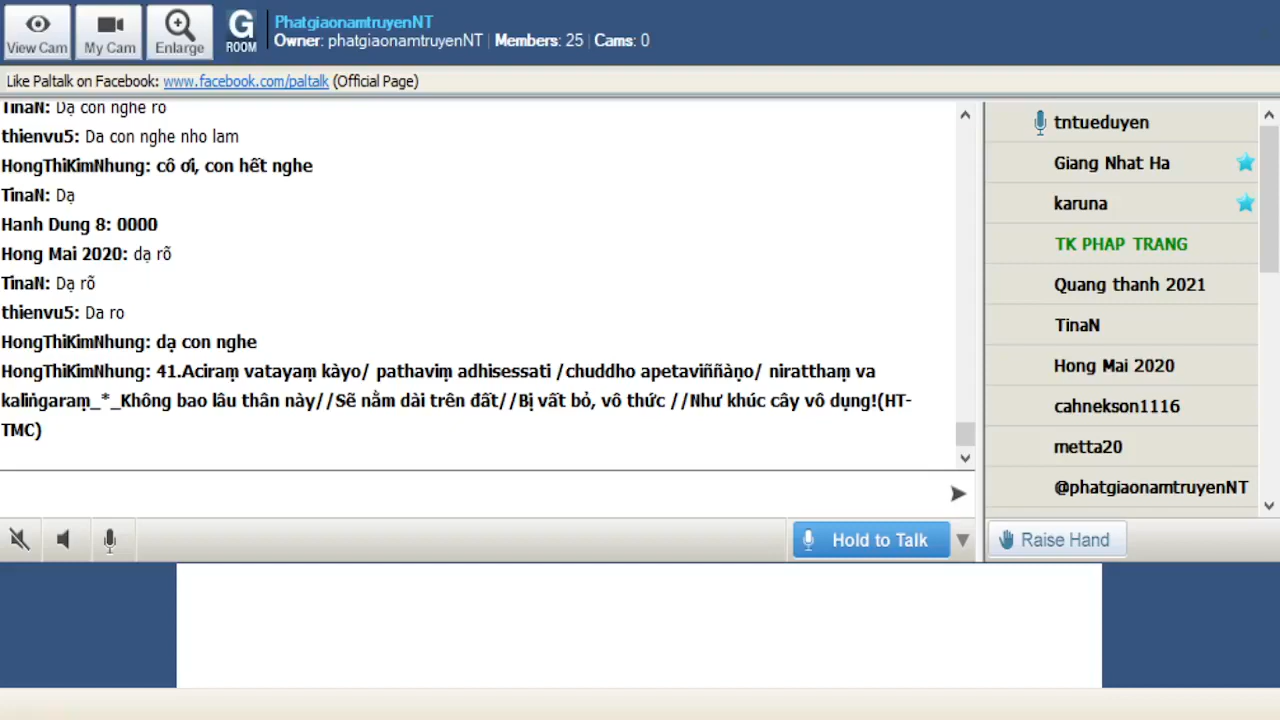 View Cam
My Cam
Enlarge
G
ROOM
PhatgiaonamtruyenNT
Owner: phatgiaonamtruyenNT | Members: 25 | Cams: 0
Like Paltalk on Facebook: www.facebook.com/paltalk (Official Page)
TinaN: Dạ con nghe ro
thienvu5: Da con nghe nho lam
HongThiKimNhung: cô ơi, con hết nghe
TinaN: Dạ
Hanh Dung 8: 0000
Hong Mai 2020: dạ rõ
TinaN: Dạ rõ
thienvu5: Da ro
HongThiKimNhung: dạ con nghe
HongThiKimNhung: 41.Aciraṃ vatayaṃ kàyo/ pathaviṃ adhisessati /chuddho apetaviññàṇo/ niratthaṃ va
kaliṅgaraṃ_*_Không bao lâu thân này//Sẽ nằm dài trên đất//Bị vất bỏ, vô thức //Như khúc cây vô dụng!(HT-
TMC)
Hold to Talk
tntueduyen
Giang Nhat Ha
karuna
TK PHAP TRANG
Quang thanh 2021
TinaN
Hong Mai 2020
cahnekson1116
metta20
@phatgiaonamtruyenNT
Raise Hand